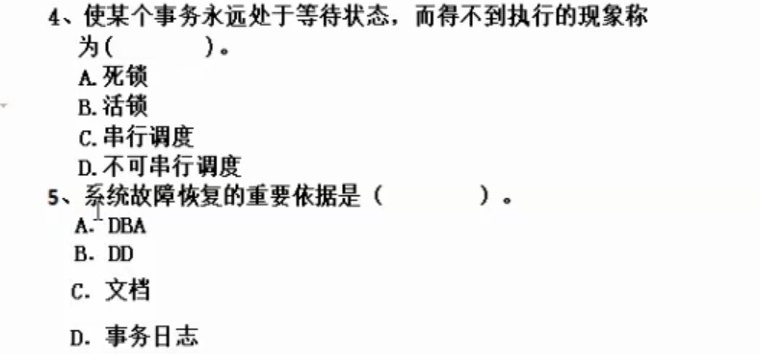 4、使某个事务永远处于等待状态，而得不到执行的现象称
为(      )。
A.死锁
B.活锁
C.串行调度
D.不可串行调度
5、系统故障恢复的重要依据是（      ）。
A. DBA
B. DD
C. 文档
D. 事务日志